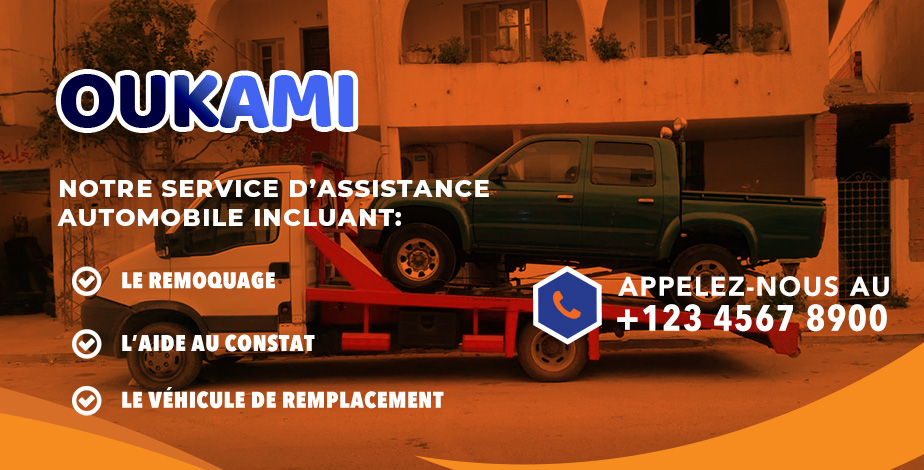 OUKAMI
NOTRE SERVICE D’ASSISTANCE
AUTOMOBILE INCLUANT:
LE REMOQUAGE
L’AIDE AU CONSTAT
LE VÉHICULE DE REMPLACEMENT
APPELEZ-NOUS AU
+123 4567 8900